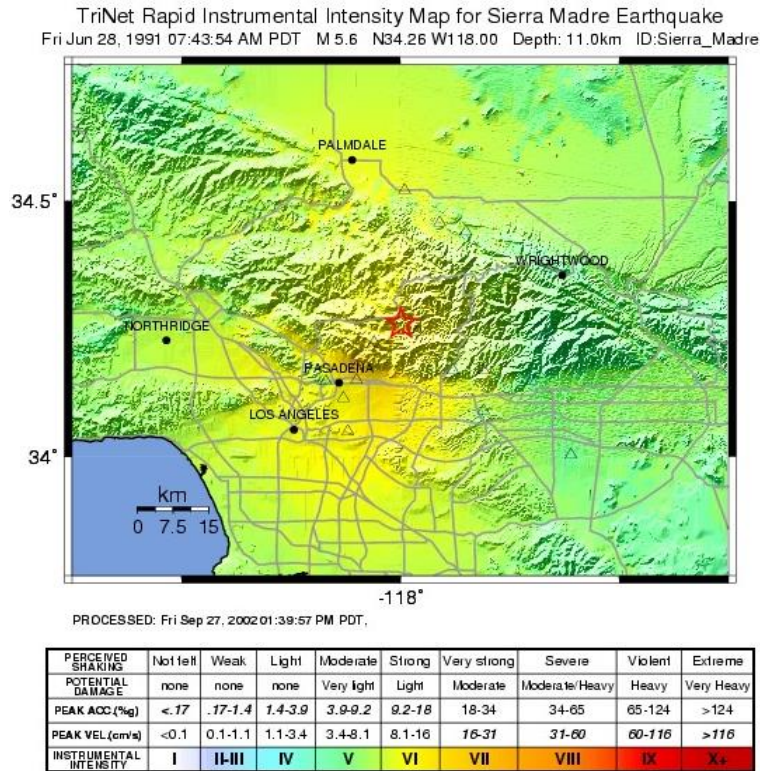 TriNet Rapid Instrumental Intensity Map for Sierra Madre Earthquake
Fri Jun 28, 1991 07:43:54 AM PDT M 5.6 N34.26 W118.00 Depth: 11.0km ID:Sierra_Madre
PALMDALE
34.5°
WRIGHTWOOD
NORTHRIDGE
PASADENA
LOS ANGELES
34°
km
0 7.5 15
-118°
PROCESSED: Fri Sep 27, 2002 01:39:57 PM PDT,
PERCEIVED SHAKING Not felt Weak Light Moderate Strong Very strong Severe Violent Extreme
POTENTIAL DAMAGE none none none Very light Light Moderate Moderate/Heavy Heavy Very Heavy
PEAK ACC.(%g) <.17 .17-1.4 1.4-3.9 3.9-9.2 9.2-18 18-34 34-65 65-124 >124
PEAK VEL.(cm/s) <0.1 0.1-1.1 1.1-3.4 3.4-8.1 8.1-16 16-31 31-60 60-116 >116
INSTRUMENTAL INTENSITY I II-III IV V VI VII VIII IX X+